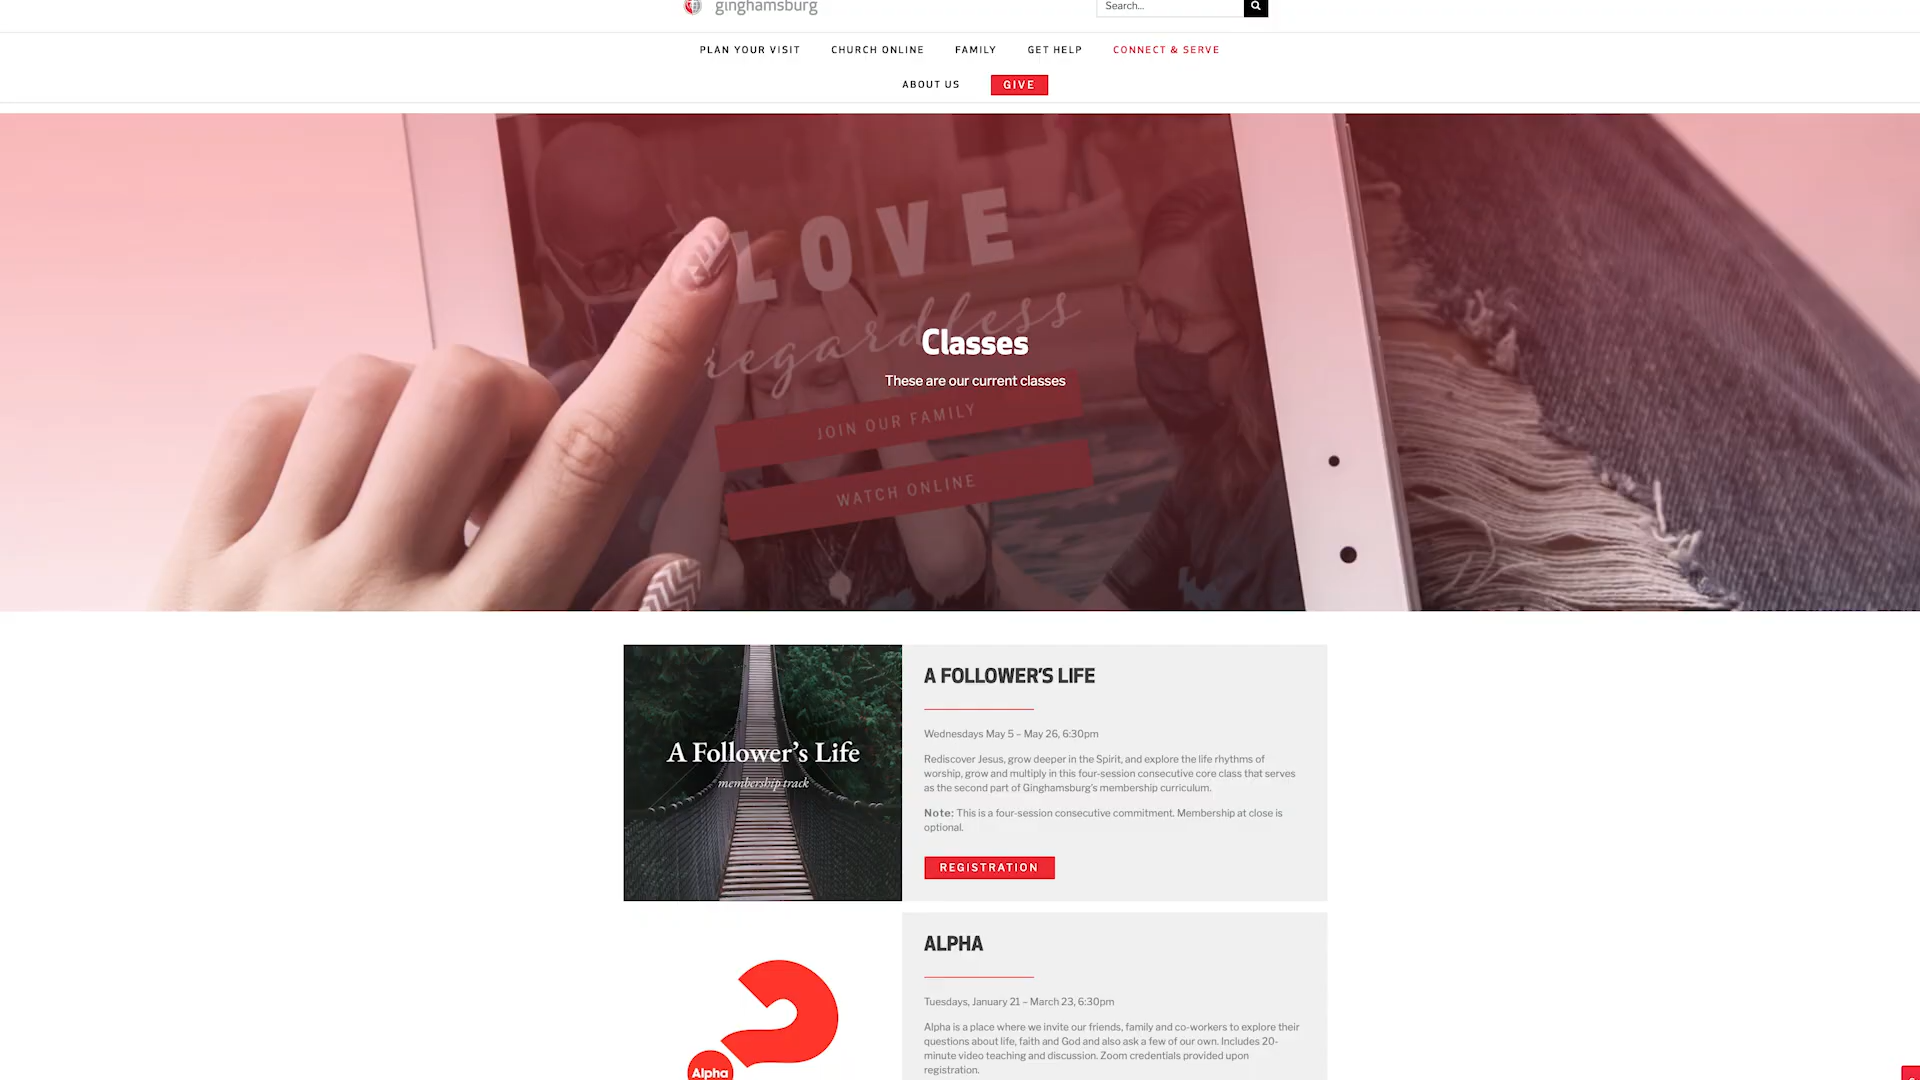 ginghamsburg
Search...
PLAN YOUR VISIT
CHURCH ONLINE
FAMILY
GET HELP
CONNECT & SERVE
ABOUT US
GIVE
LOVE
regardless
Classes
These are our current classes
JOIN OUR FAMILY
WATCH ONLINE
A Follower's Life
membership track
A FOLLOWER'S LIFE
Wednesdays May 5 – May 26, 6:30pm
Rediscover Jesus, grow deeper in the Spirit, and explore the life rhythms of
worship, grow and multiply in this four-session consecutive core class that serves
as the second part of Ginghamsburg's membership curriculum.
Note: This is a four-session consecutive commitment. Membership at close is
optional.
REGISTRATION
Alpha
ALPHA
Tuesdays, January 21 – March 23, 6:30pm
Alpha is a place where we invite our friends, family and co-workers to explore their
questions about life, faith and God and also ask a few of our own. Includes 20-
minute video teaching and discussion. Zoom credentials provided upon
registration.